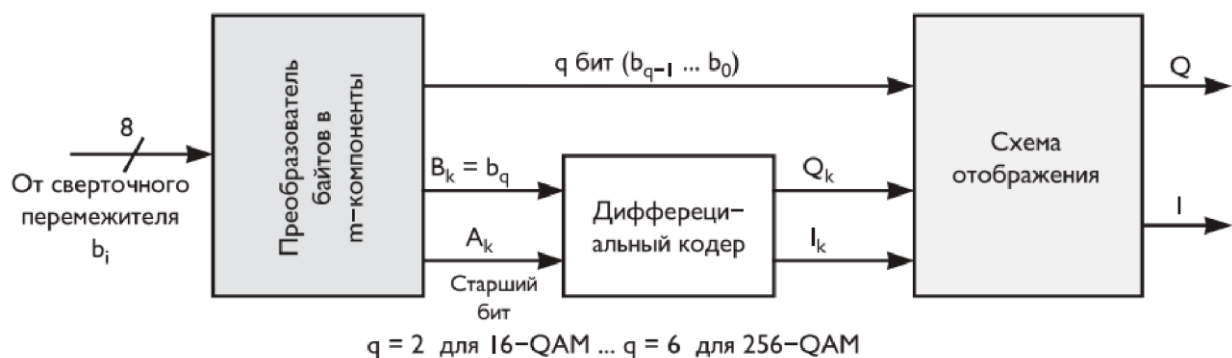 8
От сверточного
перемежителя
b_i
Преобразователь
байтов в
m–компоненты
q бит (b_q–1 ... b_0)
B_k = b_q
A_k
Старший
бит
Диффереци–
альный кодер
Q_k
I_k
Схема
отображения
Q
I
q = 2 для 16–QAM ... q = 6 для 256–QAM